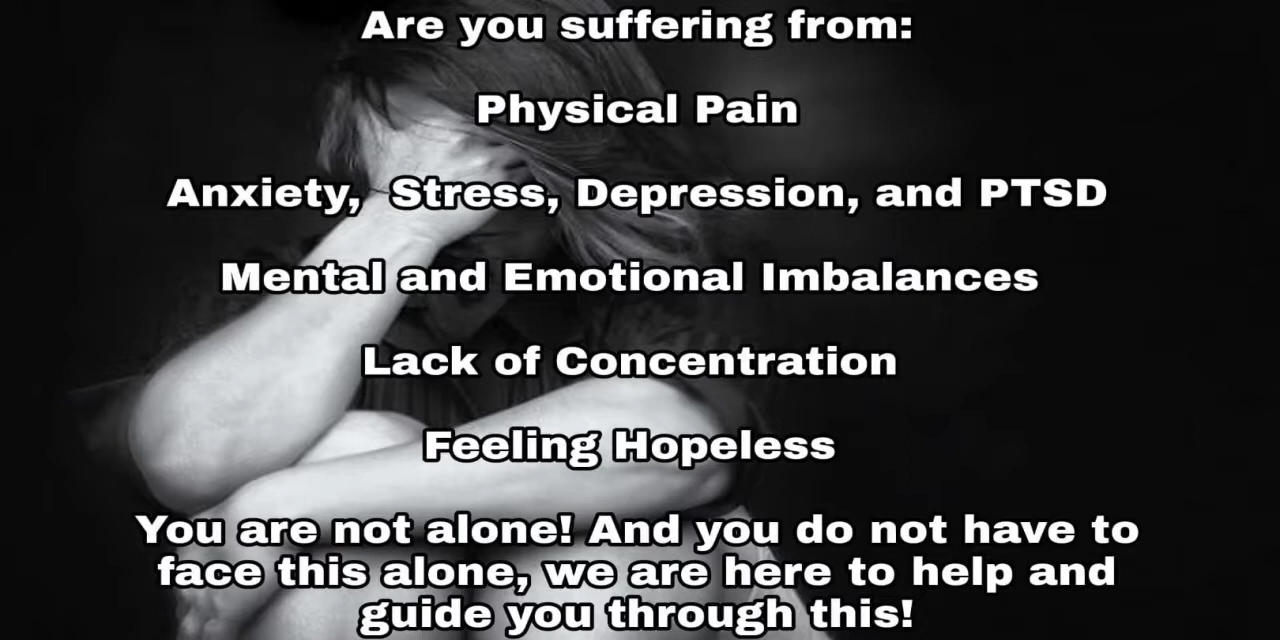 Are you suffering from:
Physical Pain
Anxiety, Stress, Depression, and PTSD
Mental and Emotional Imbalances
Lack of Concentration
Feeling Hopeless
You are not alone! And you do not have to
face this alone, we are here to help and
guide you through this!